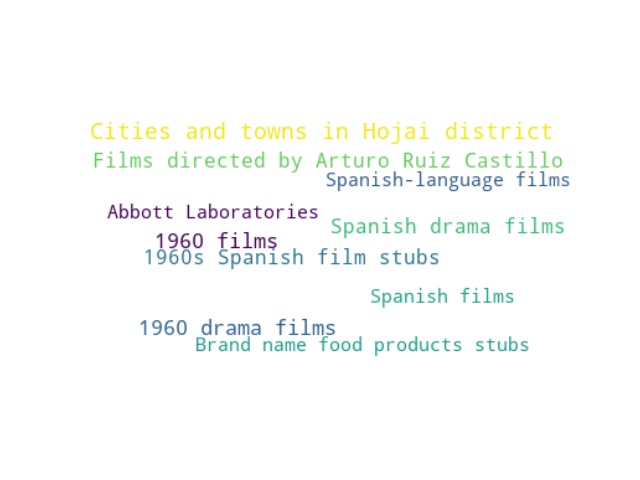 Cities and towns in Hojai district
Films directed by Arturo Ruiz Castillo
Spanish-language films
Abbott Laboratories
Spanish drama films
1960 films
1960s Spanish film stubs
Spanish films
1960 drama films
Brand name food products stubs